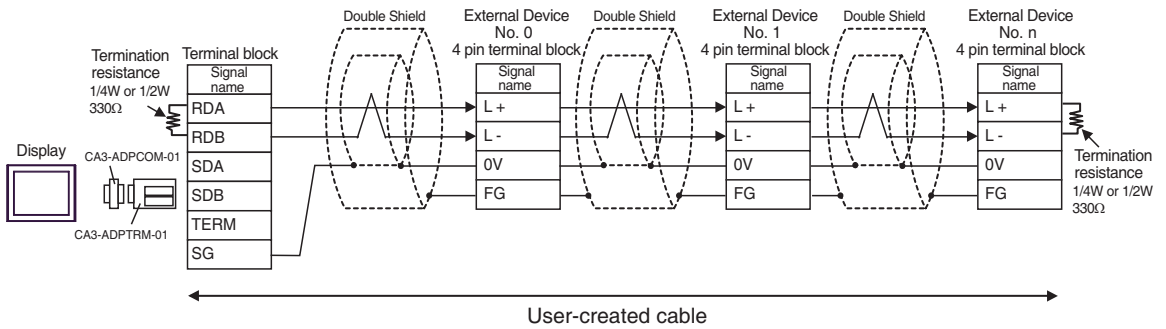 Display
CA3-ADPCOM-01
CA3-ADPTRM-01
Termination
resistance
1/4W or 1/2W
330Ω
Terminal block
Signal
name
RDA
RDB
SDA
SDB
TERM
SG
Double Shield
External Device
No. 0
4 pin terminal block
Signal
name
L +
L -
0V
FG
Double Shield
External Device
No. 1
4 pin terminal block
Signal
name
L +
L -
0V
FG
Double Shield
External Device
No. n
4 pin terminal block
Signal
name
L +
L -
0V
FG
Termination
resistance
1/4W or 1/2W
330Ω
User-created cable